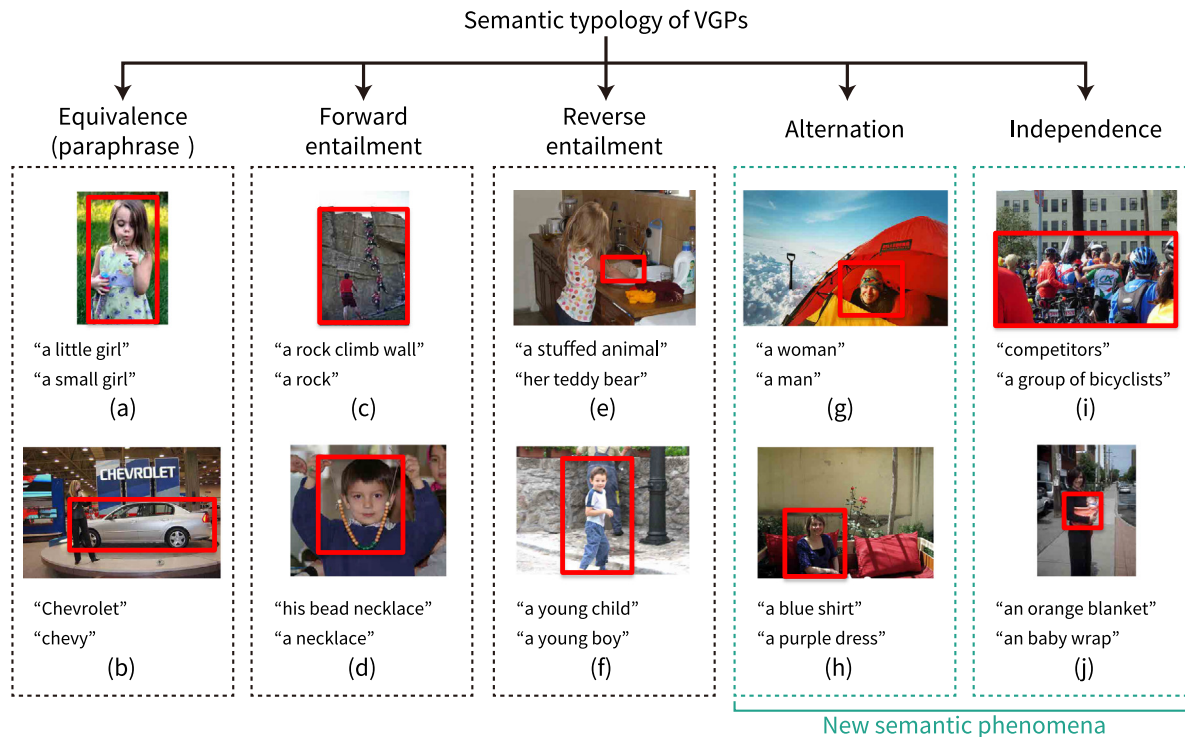 Semantic typology of VGPs
Equivalence
(paraphrase )
Forward
entailment
Reverse
entailment
Alternation
Independence
“a little girl”
“a small girl”
(a)
“a rock climb wall”
“a rock”
(c)
“a stuffed animal”
“her teddy bear”
(e)
“a woman”
“a man”
(g)
“competitors”
“a group of bicyclists”
(i)
CHEVROLET
“Chevrolet”
“chevy”
(b)
“his bead necklace”
“a necklace”
(d)
“a young child”
“a young boy”
(f)
“a blue shirt”
“a purple dress”
(h)
“an orange blanket”
“an baby wrap”
(j)
New semantic phenomena